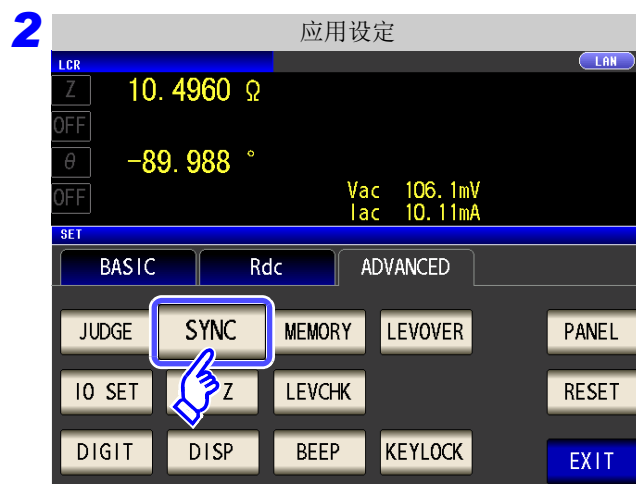 2
应用设定
LCR
LAN
Z 10.4960 Ω
OFF
θ -89.988 °
OFF
Vac 106.1mV
Iac 10.11mA
SET
BASIC Rdc ADVANCED
JUDGE SYNC MEMORY LEVOVER PANEL
IO SET Z LEVCHK RESET
DIGIT DISP BEEP KEYLOCK EXIT